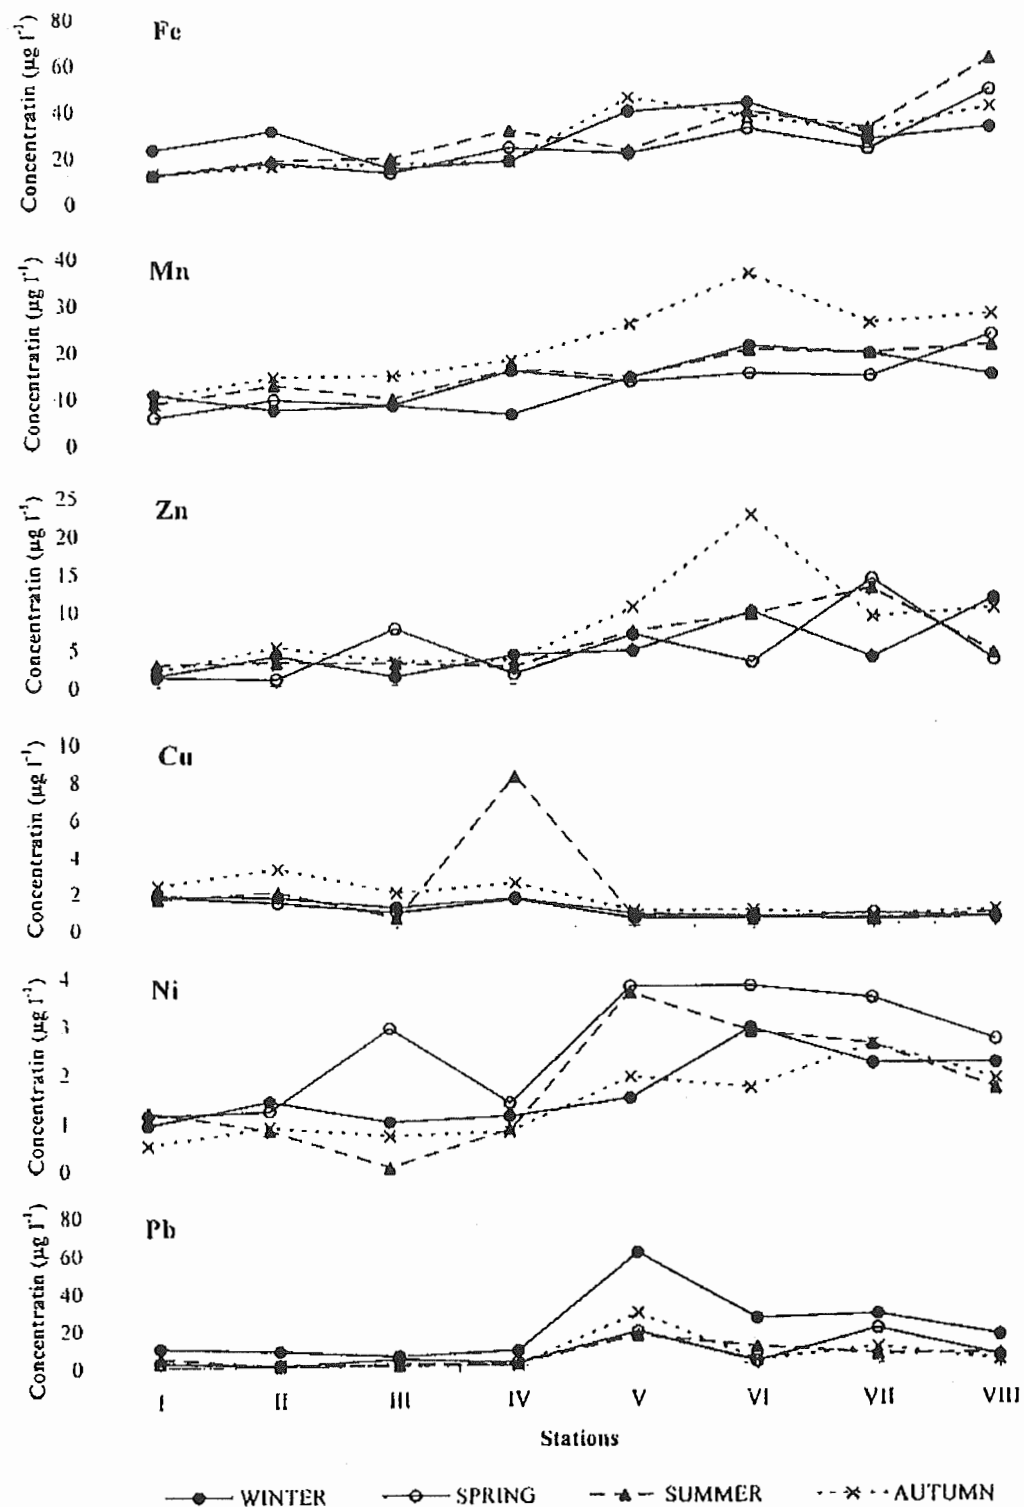 Fe
Concentratin (µg l⁻¹)
80
60
40
20
0
Mn
Concentratin (µg l⁻¹)
40
30
20
10
0
Zn
Concentratin (µg l⁻¹)
25
20
15
10
5
0
Cu
Concentratin (µg l⁻¹)
10
8
6
4
2
0
Ni
Concentratin (µg l⁻¹)
4
3
2
1
0
Pb
Concentratin (µg l⁻¹)
80
60
40
20
0
I II III IV V VI VII VIII
Stations
WINTER SPRING SUMMER AUTUMN